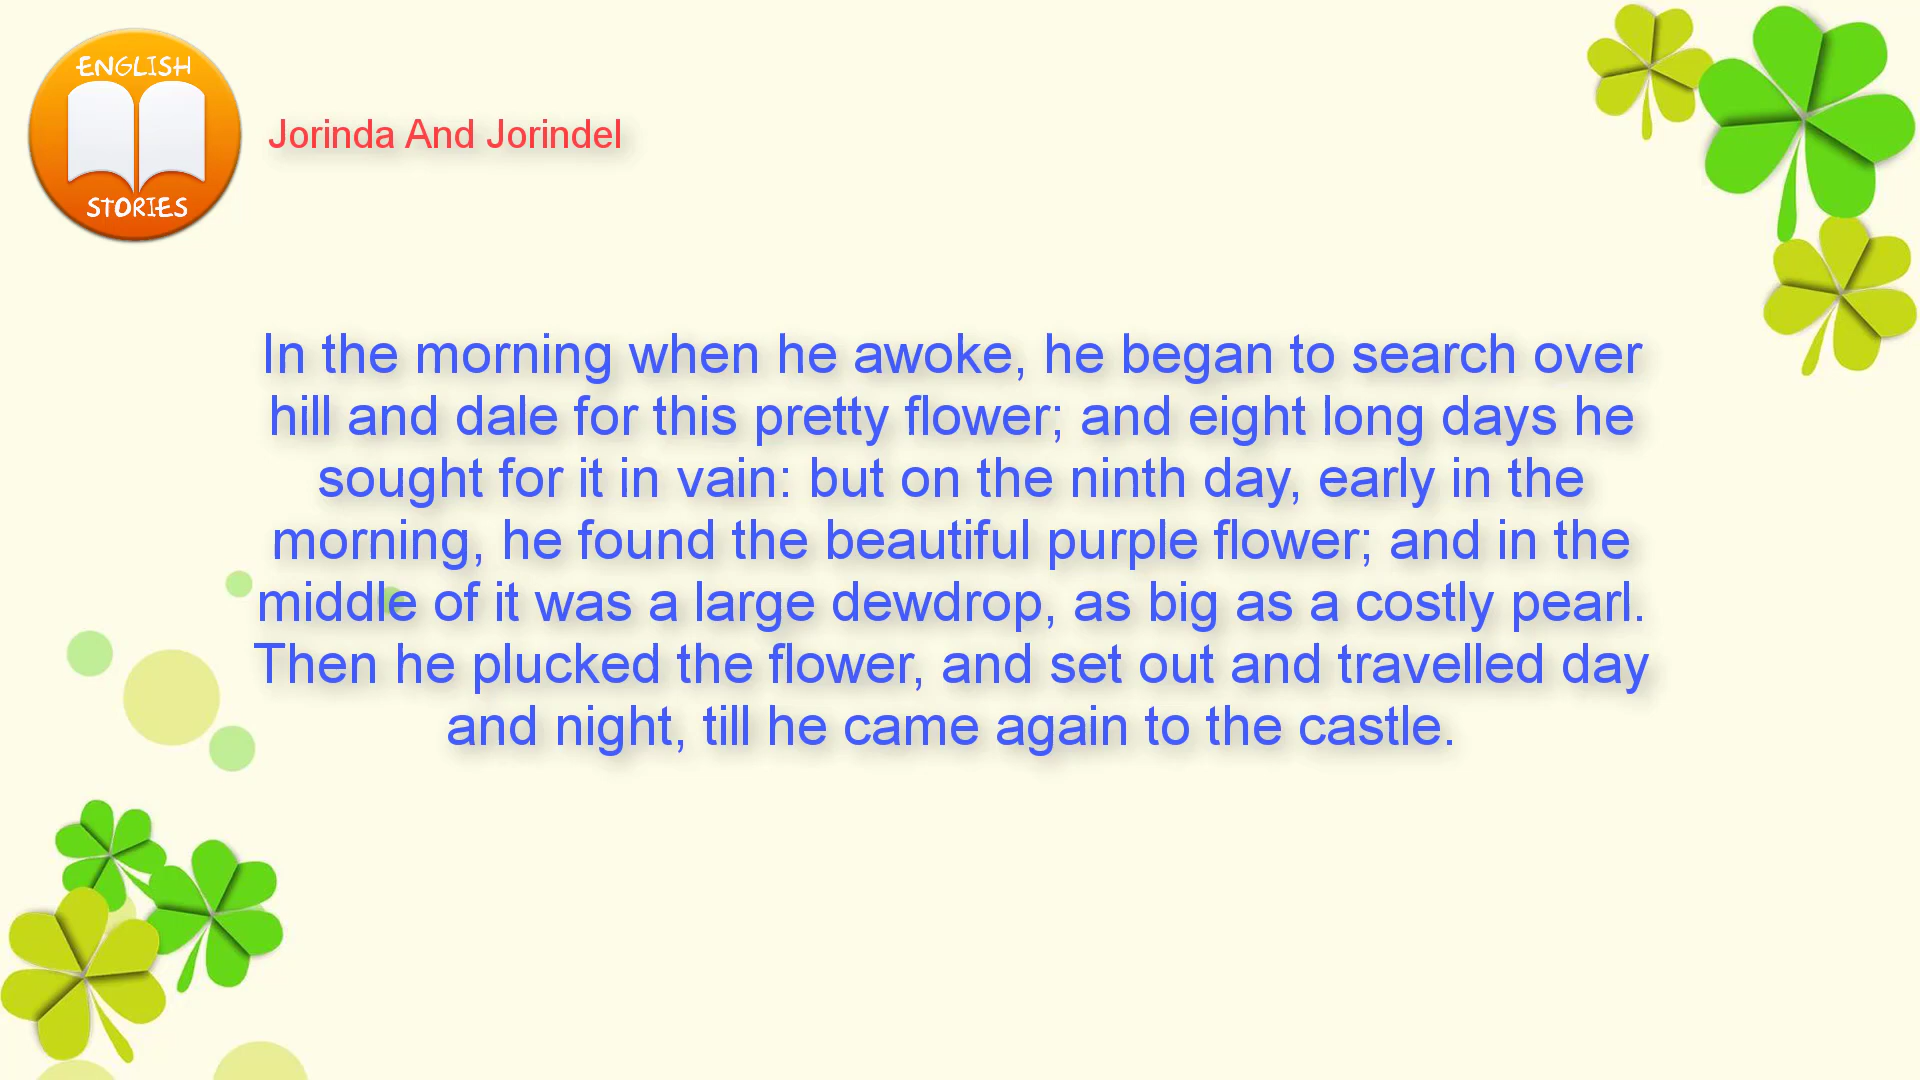 ENGLISH
STORIES
Jorinda And Jorindel
In the morning when he awoke, he began to search over
hill and dale for this pretty flower; and eight long days he
sought for it in vain: but on the ninth day, early in the
morning, he found the beautiful purple flower; and in the
middle of it was a large dewdrop, as big as a costly pearl.
Then he plucked the flower, and set out and travelled day
and night, till he came again to the castle.